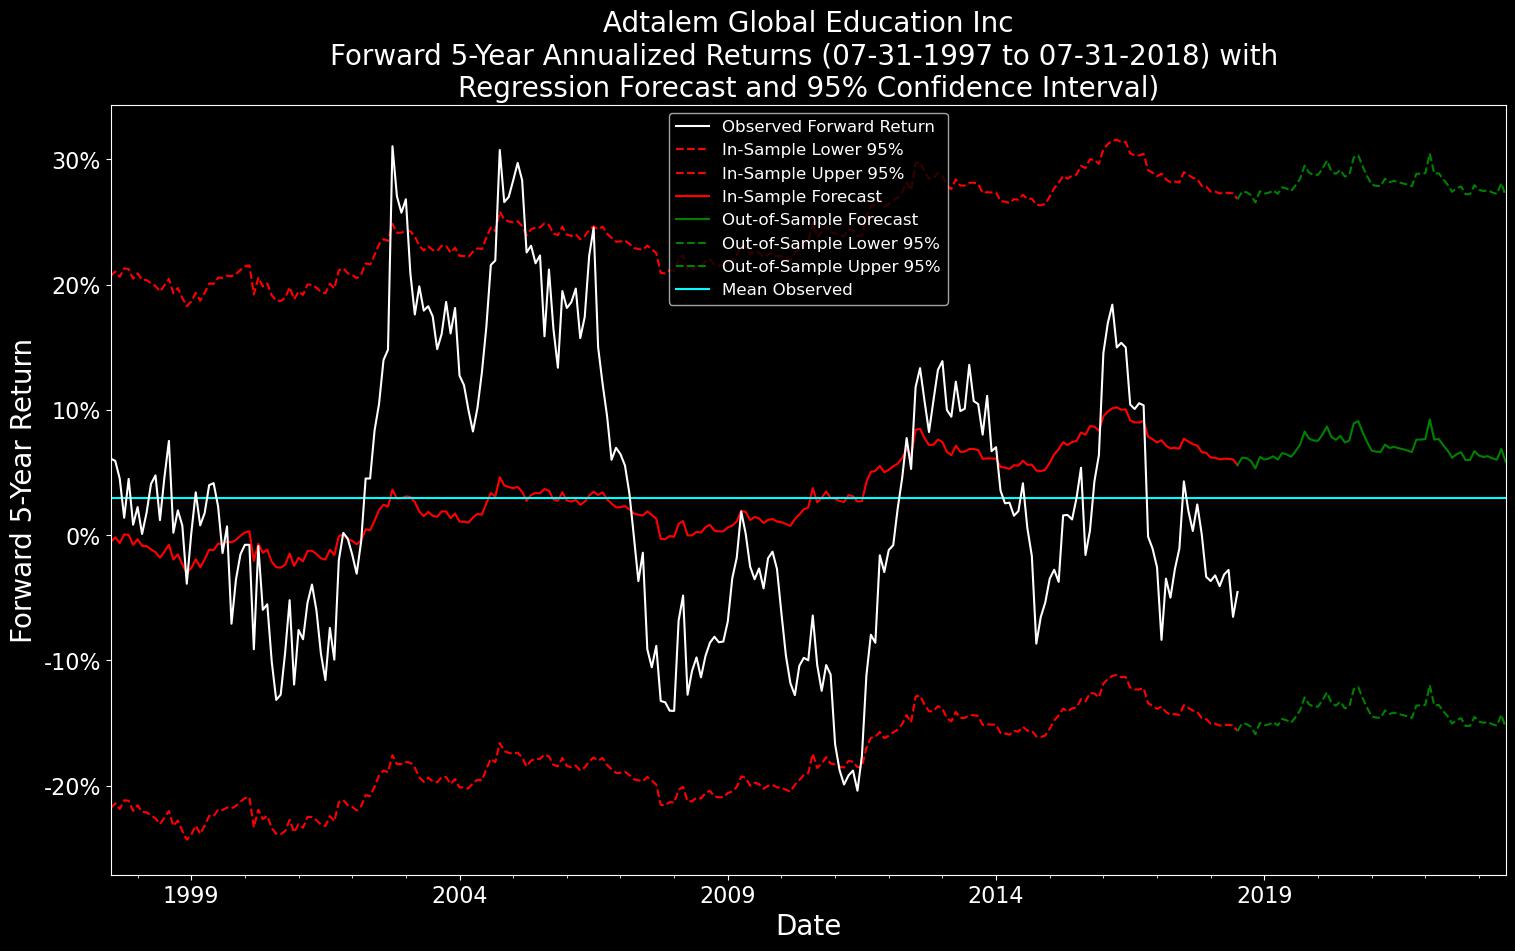 Adtalem Global Education Inc
Forward 5-Year Annualized Returns (07-31-1997 to 07-31-2018) with
Regression Forecast and 95% Confidence Interval)
Observed Forward Return
In-Sample Lower 95%
In-Sample Upper 95%
In-Sample Forecast
Out-of-Sample Forecast
Out-of-Sample Lower 95%
Out-of-Sample Upper 95%
Mean Observed
Forward 5-Year Return
30%
20%
10%
0%
-10%
-20%
1999
2004
2009
2014
2019
Date